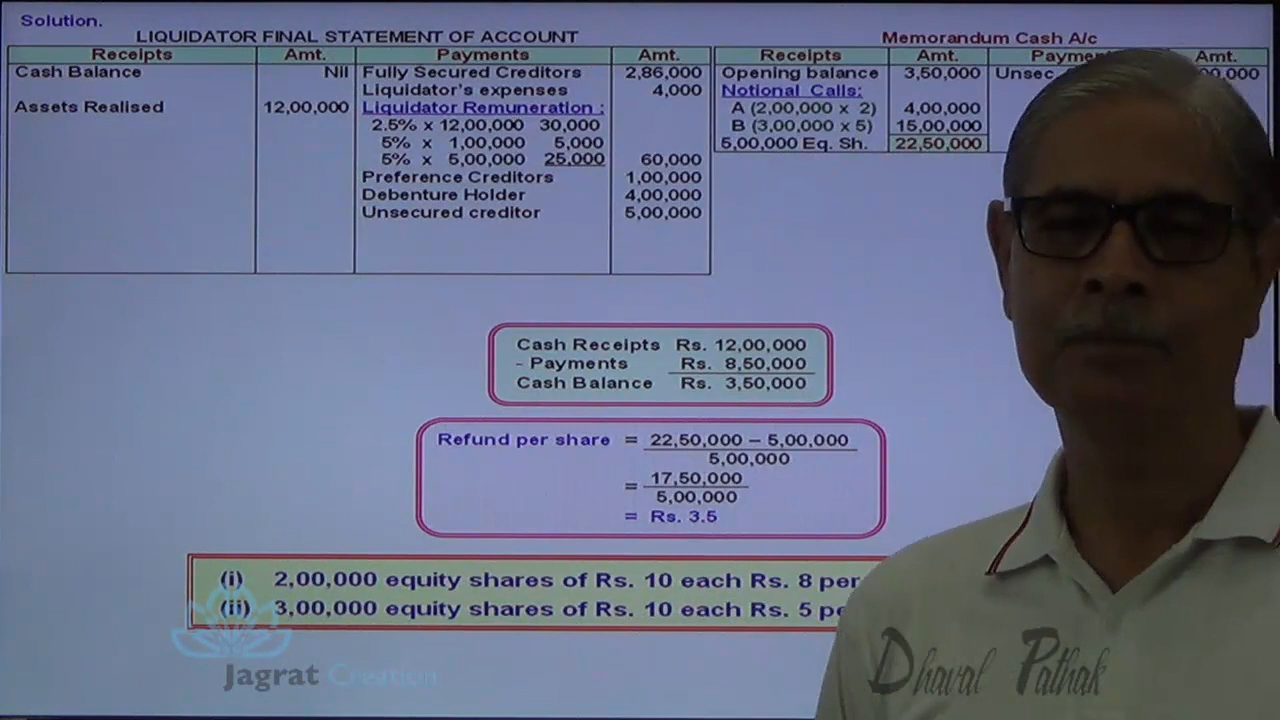 Solution.
LIQUIDATOR FINAL STATEMENT OF ACCOUNT
Receipts Amt. Payments Amt.
Cash Balance Nil Fully Secured Creditors 2,86,000
Liquidator's expenses 4,000
Assets Realised 12,00,000 Liquidator Remuneration :
2.5% x 12,00,000 30,000
5% x 1,00,000 5,000
5% x 5,00,000 25,000 60,000
Preference Creditors 1,00,000
Debenture Holder 4,00,000
Unsecured creditor 5,00,000
Memorandum Cash A/c
Receipts Amt. Amt.
Opening balance 3,50,000 Unsec.
Notional Calls:
A (2,00,000 x 2) 4,00,000
B (3,00,000 x 5) 15,00,000
5,00,000 Eq. Sh. 22,50,000
Cash Receipts Rs. 12,00,000
- Payments Rs. 8,50,000
Cash Balance Rs. 3,50,000
Refund per share = 22,50,000 – 5,00,000
5,00,000
= 17,50,000
5,00,000
= Rs. 3.5
(i) 2,00,000 equity shares of Rs. 10 each Rs. 8 per
(ii) 3,00,000 equity shares of Rs. 10 each Rs. 5
Jagrat Creation
Dhaval Pathak